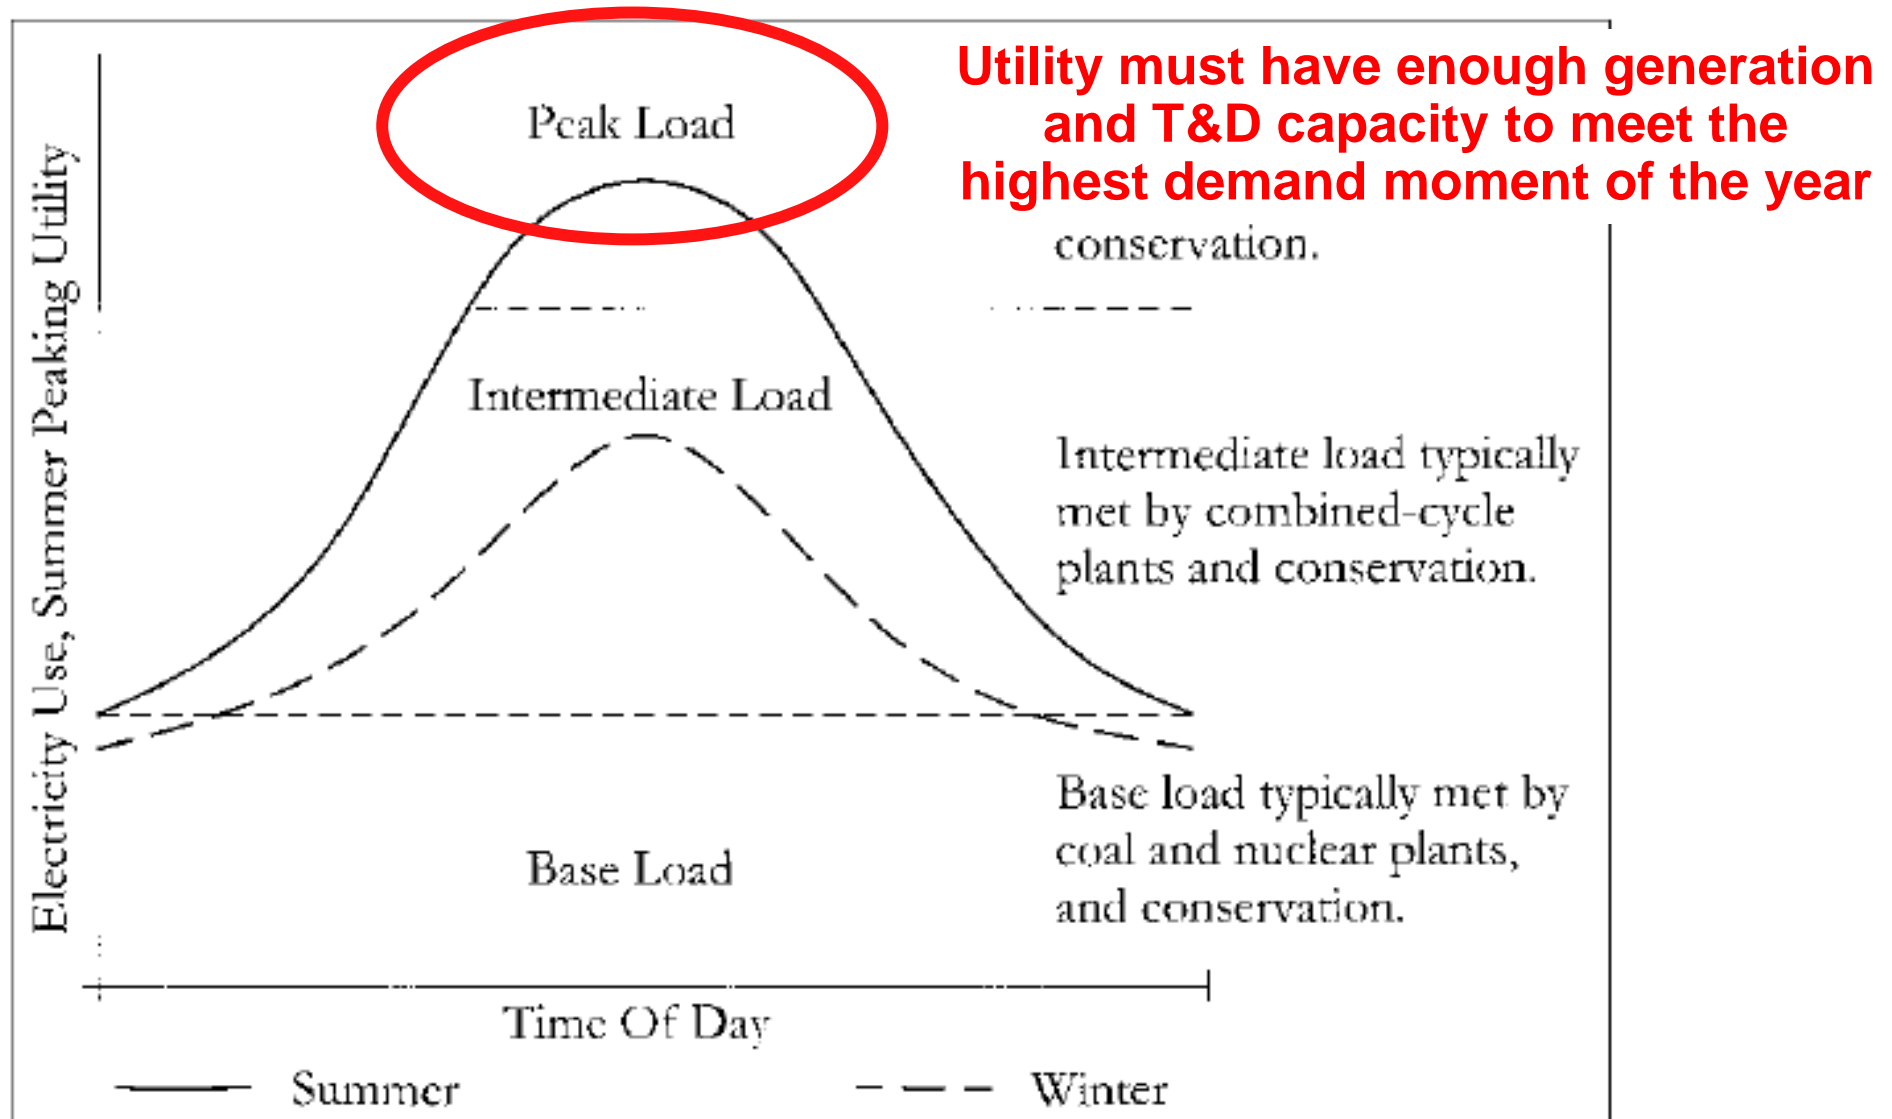 Utility must have enough generation
and T&D capacity to meet the
highest demand moment of the year
Peak Load
conservation.
Intermediate Load
Intermediate load typically
met by combined-cycle
plants and conservation.
Base Load
Base load typically met by
coal and nuclear plants,
and conservation.
Electricity Use, Summer Peaking Utility
Time Of Day
Summer
Winter